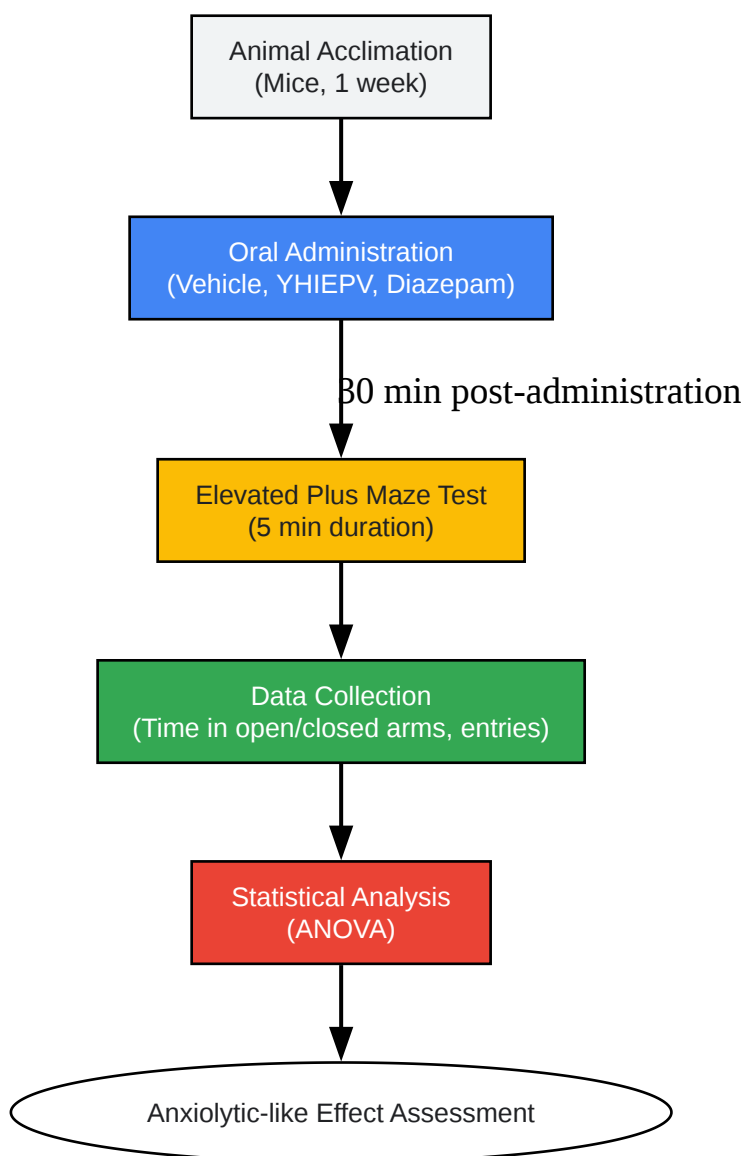 Animal Acclimation
(Mice, 1 week)
Oral Administration
(Vehicle, YHIEPV, Diazepam)
30 min post-administration
Elevated Plus Maze Test
(5 min duration)
Data Collection
(Time in open/closed arms, entries)
Statistical Analysis
(ANOVA)
Anxiolytic-like Effect Assessment